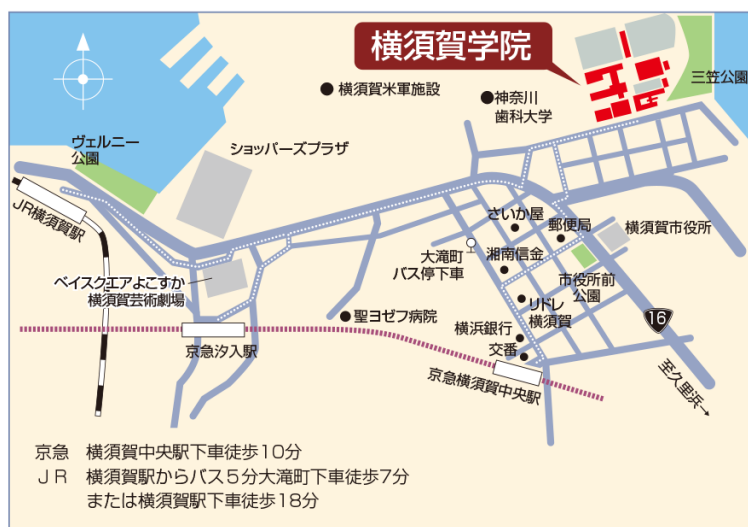 横須賀学院
三笠公園
横須賀米軍施設
神奈川
歯科大学
ヴェルニー
公園
ショッパーズプラザ
JR横須賀駅
さいか屋
郵便局
横須賀市役所
大滝町
バス停下車
湘南信金
市役所前
公園
ベイスクエアよこすか
横須賀芸術劇場
リドレ
横須賀
聖ヨゼフ病院
横浜銀行
16
交番
京急汐入駅
京急横須賀中央駅
至久里浜→
京急 横須賀中央駅下車徒歩10分
JR 横須賀駅からバス5分大滝町下車徒歩7分
または横須賀駅下車徒歩18分